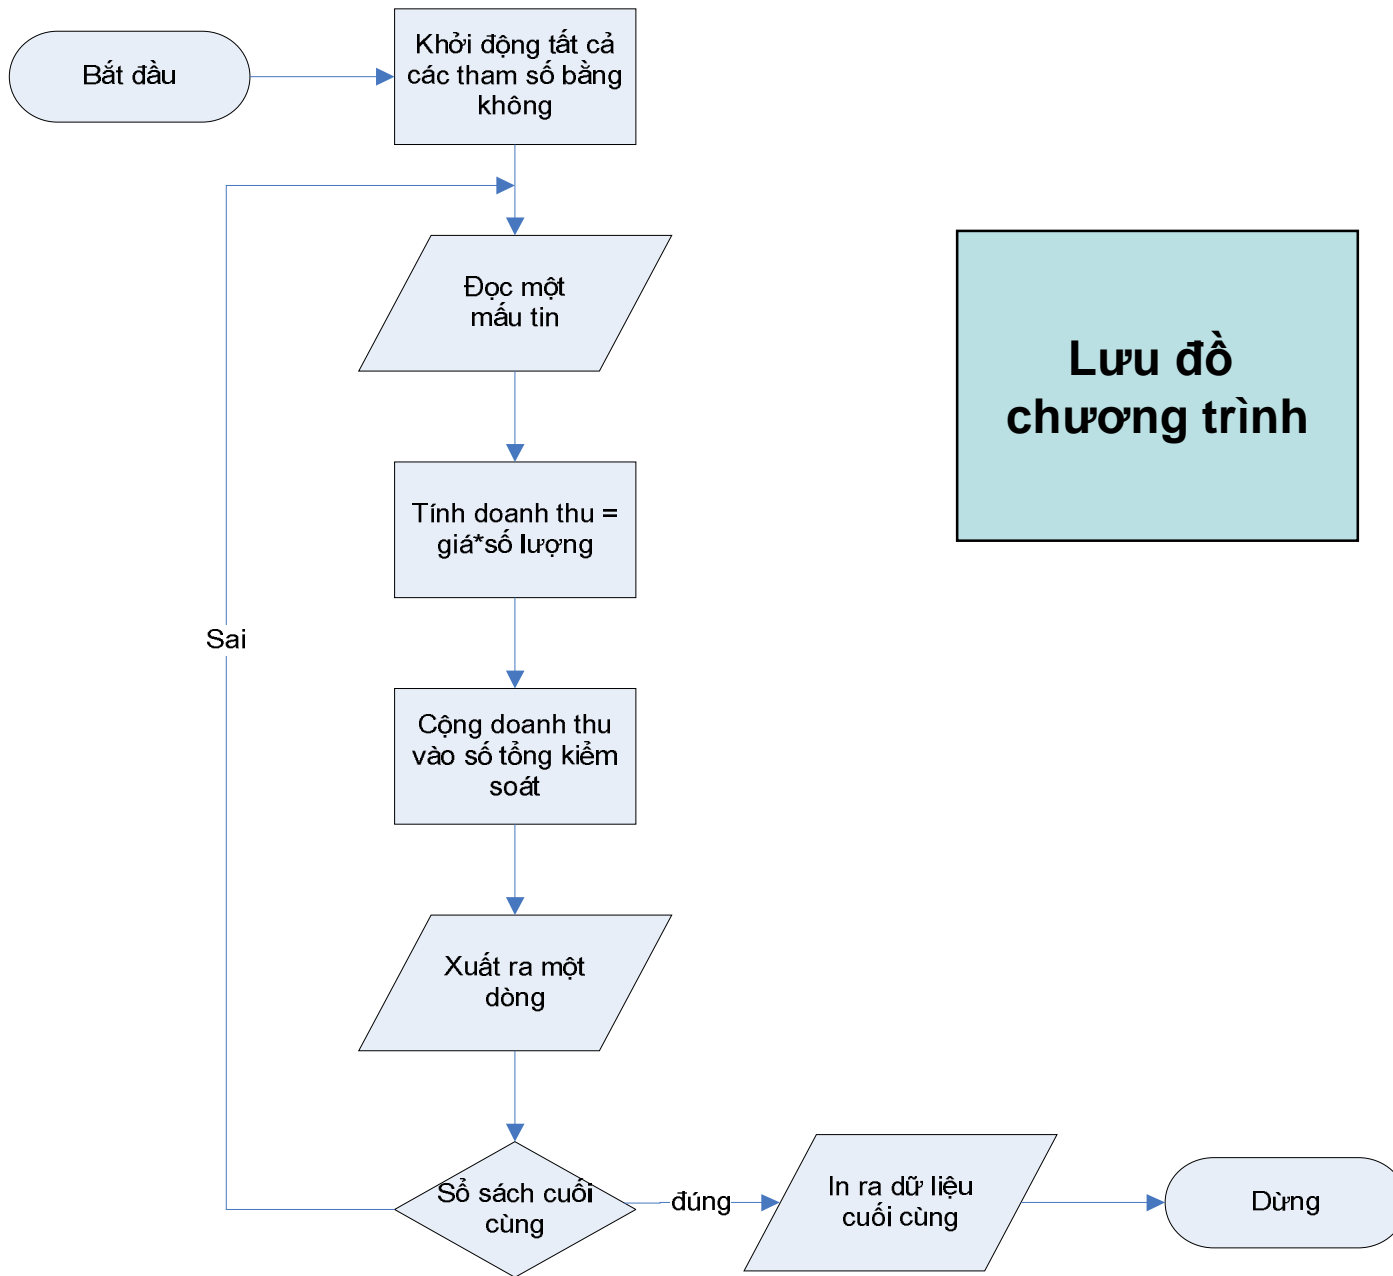 Bắt đầu
Khởi động tất cả
các tham số bằng
không
Đọc một
mẩu tin
Lưu đồ
chương trình
Tính doanh thu =
giá*số lượng
Sai
Cộng doanh thu
vào số tổng kiểm
soát
Xuất ra một
dòng
Sổ sách cuối
cùng
đúng
In ra dữ liệu
cuối cùng
Dừng